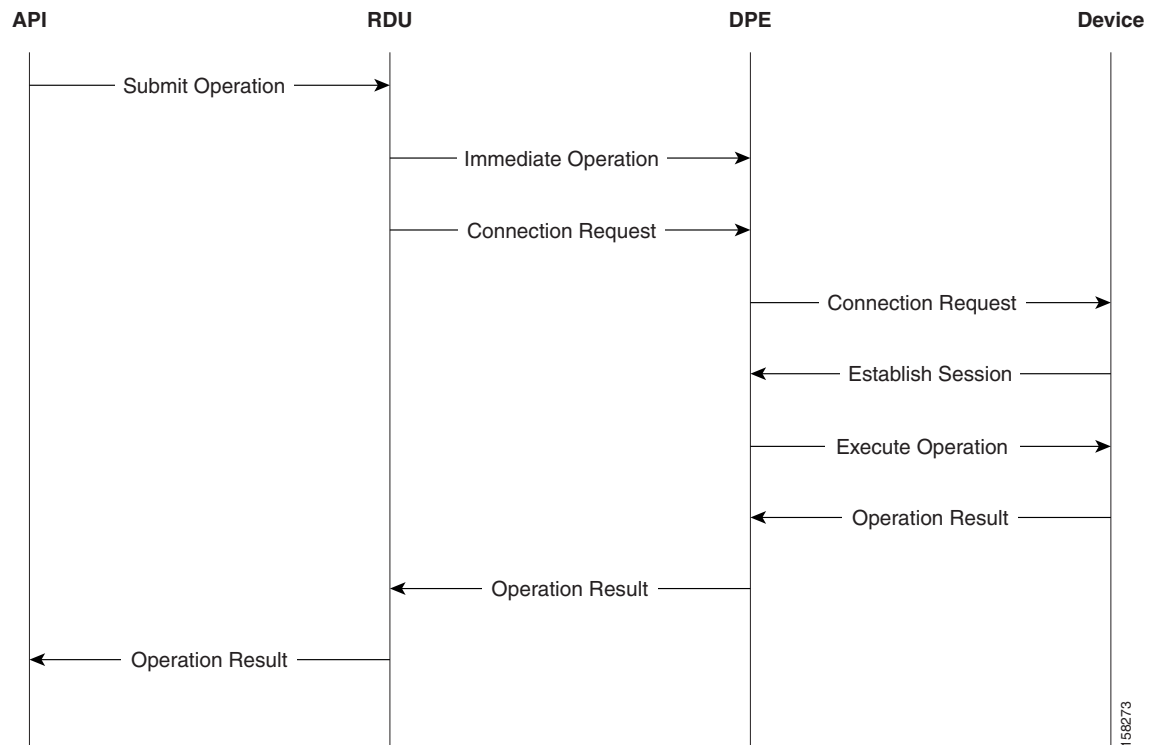 API
RDU
DPE
Device
Submit Operation
Immediate Operation
Connection Request
Connection Request
Establish Session
Execute Operation
Operation Result
Operation Result
Operation Result
158273